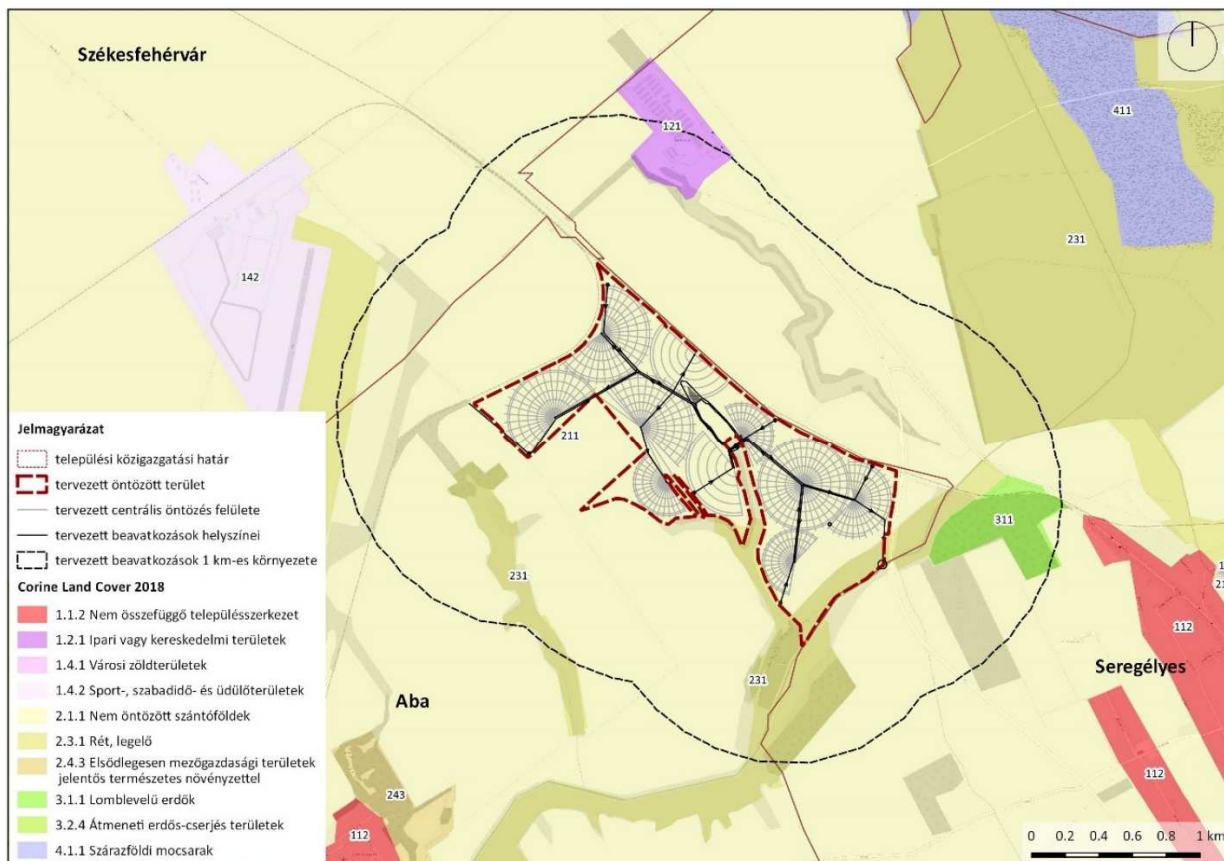 Székesfehérvár
121
411
231
142
211
311
231
231
112
112
112
243
Seregélyes
Aba
Jelmagyarázat
települési közigazgatási határ
tervezett öntözött terület
tervezett centrális öntözés felülete
tervezett beavatkozások helyszínei
tervezett beavatkozások 1 km-es környezete
Corine Land Cover 2018
1.1.2 Nem összefüggő településszerkezet
1.2.1 Ipari vagy kereskedelmi területek
1.4.1 Városi zöldterületek
1.4.2 Sport-, szabadidő- és üdülőterületek
2.1.1 Nem öntözött szántóföldek
2.3.1 Rét, legelő
2.4.3 Elsődlegesen mezőgazdasági területek
jelentős természetes növényzettel
3.1.1 Lomblevelű erdők
3.2.4 Átmeneti erdős-cserjés területek
4.1.1 Szárazföldi mocsarak
0 0.2 0.4 0.6 0.8 1 km